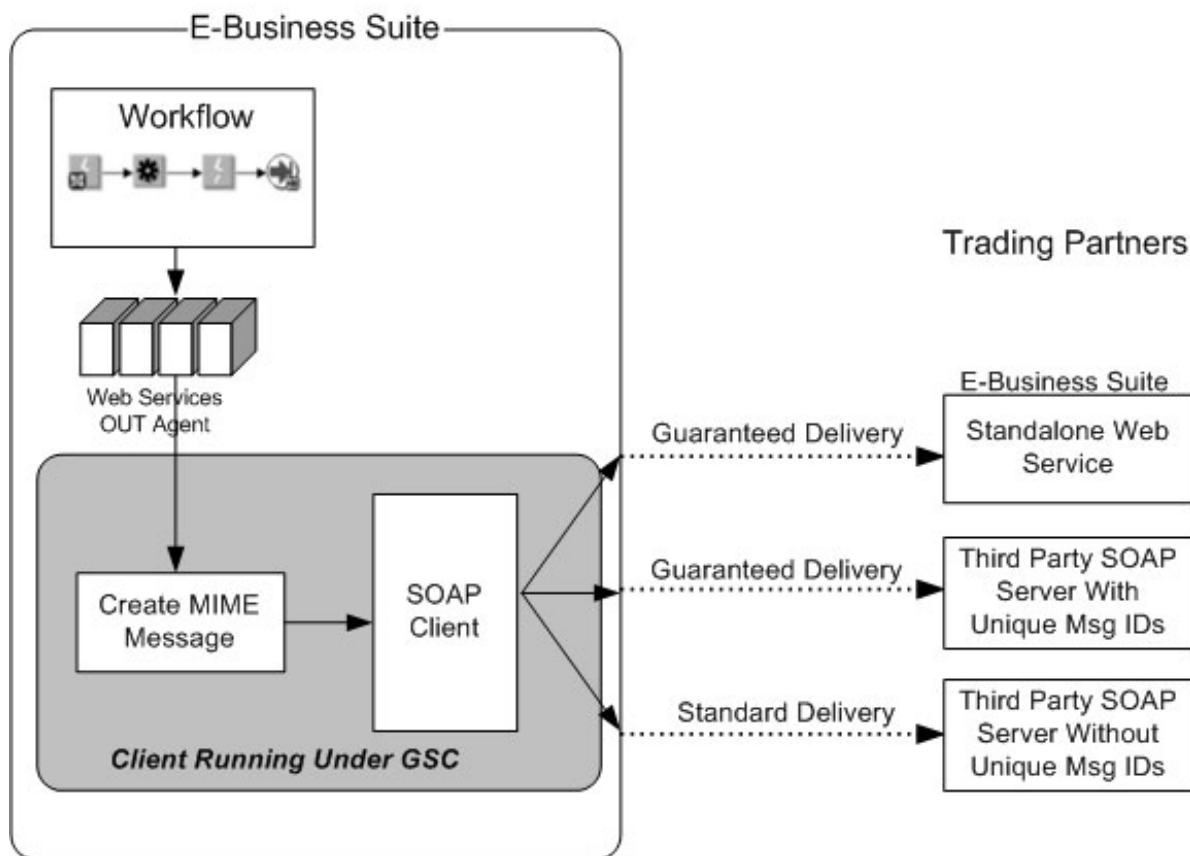 E-Business Suite
Workflow
Web Services
OUT Agent
Create MIME
Message
SOAP
Client
Client Running Under GSC
Trading Partners
Guaranteed Delivery
E-Business Suite
Standalone Web
Service
Guaranteed Delivery
Third Party SOAP
Server With
Unique Msg IDs
Standard Delivery
Third Party SOAP
Server Without
Unique Msg IDs